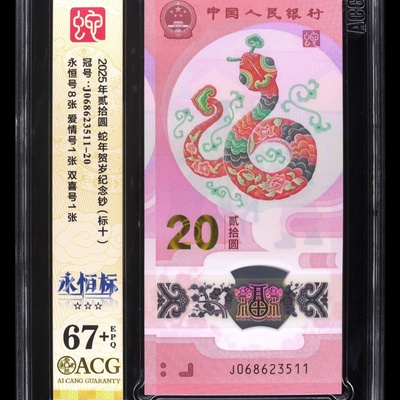 2025年贰拾圆 蛇年贺岁纪念钞（标十）
冠号：J068623511-20
永恒号8张 爱情号1张 双喜号1张
永恒标
☆☆☆
67+
EPQ
ACG
AI CANG GUARANTY
中国人民银行
20
贰拾圆
J068623511